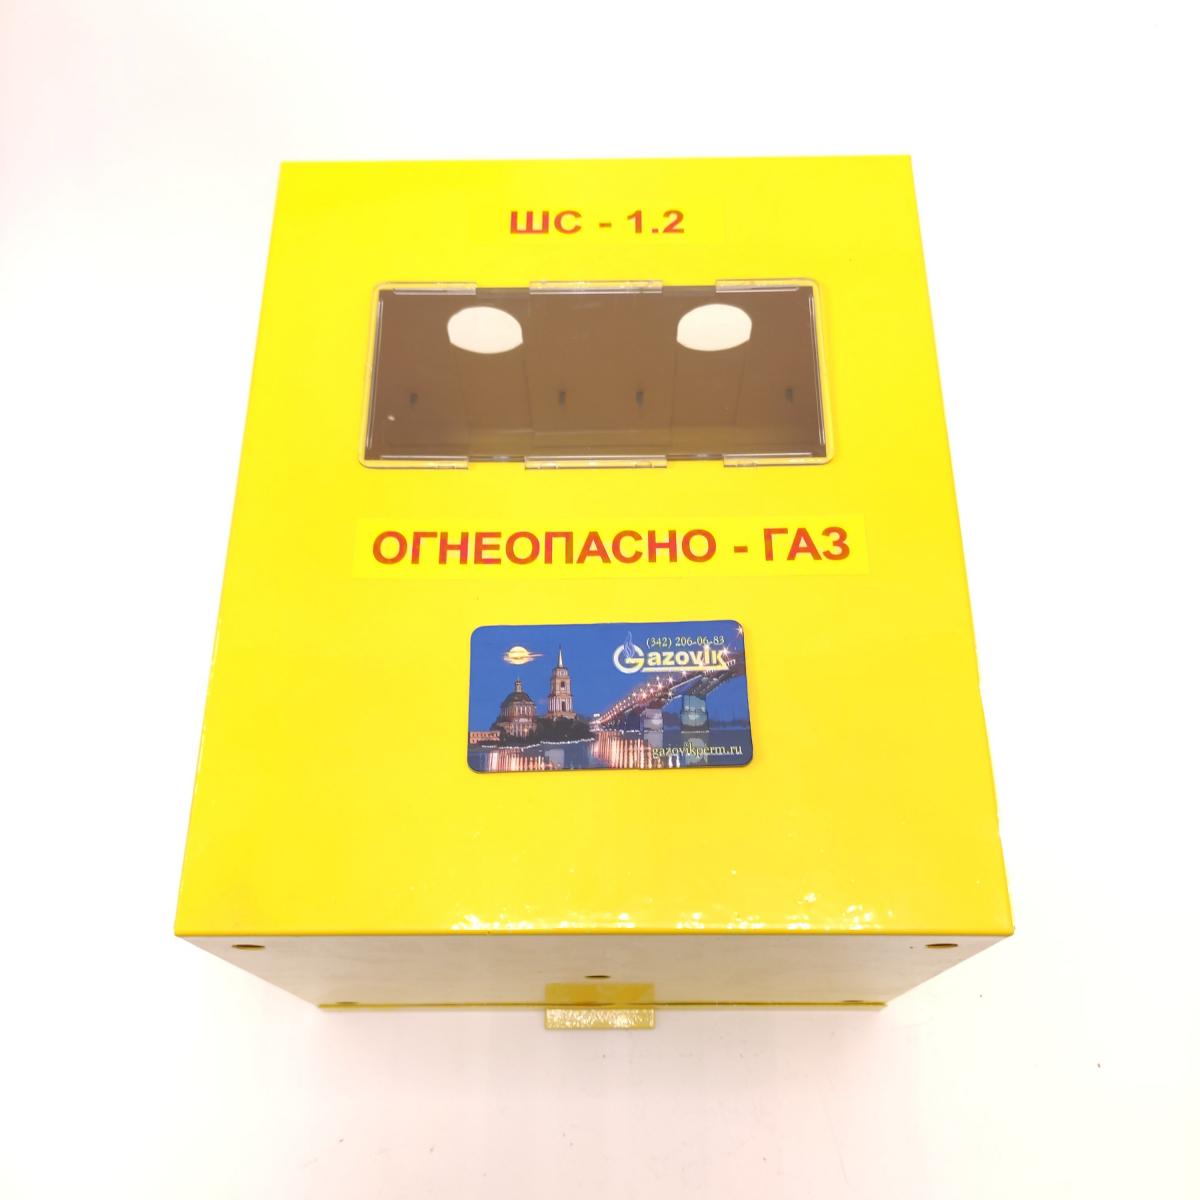 ШС - 1.2
ОГНЕОПАСНО - ГАЗ
(342) 206-06-83
Gazovik
gazovikperm.ru